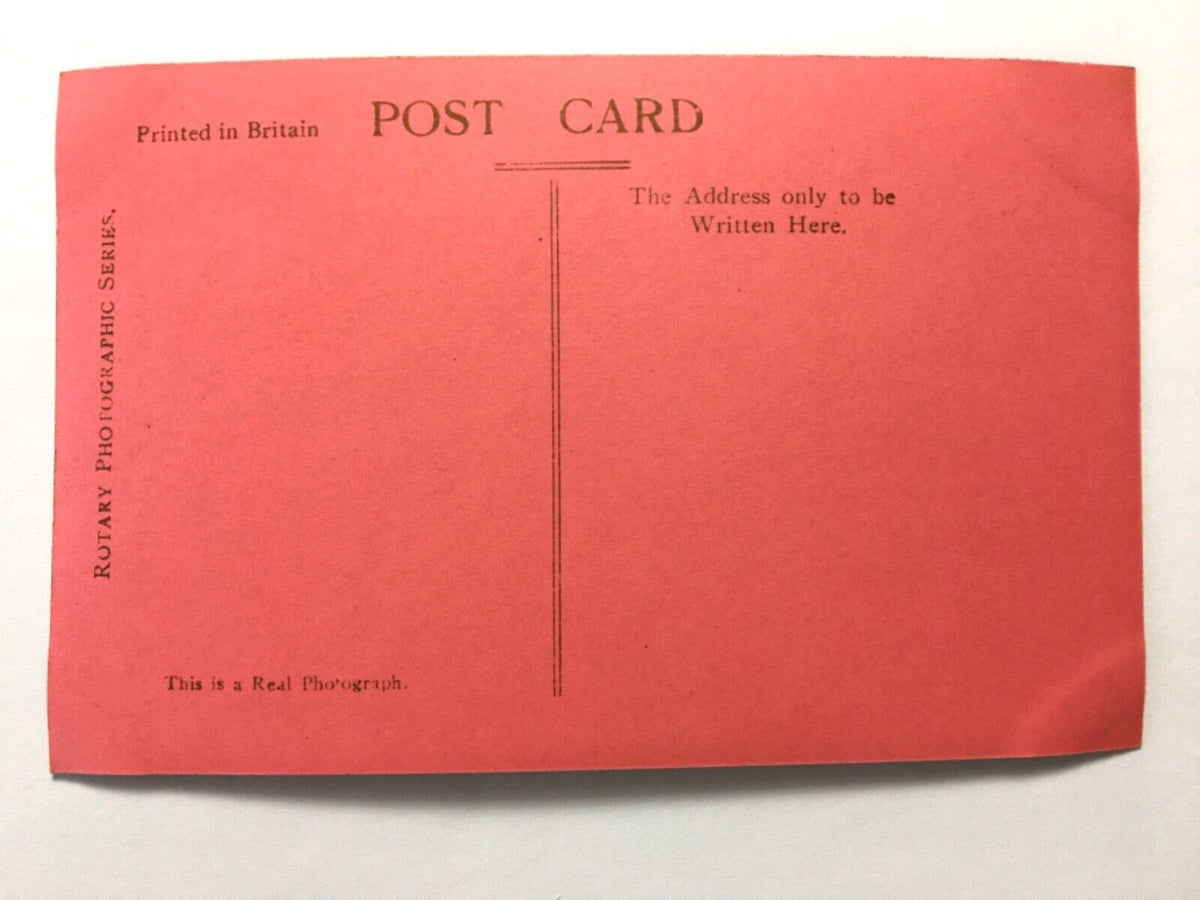 Printed in Britain
POST CARD
The Address only to be
Written Here.
ROTARY PHOTOGRAPHIC SERIES.
This is a Real Photograph.